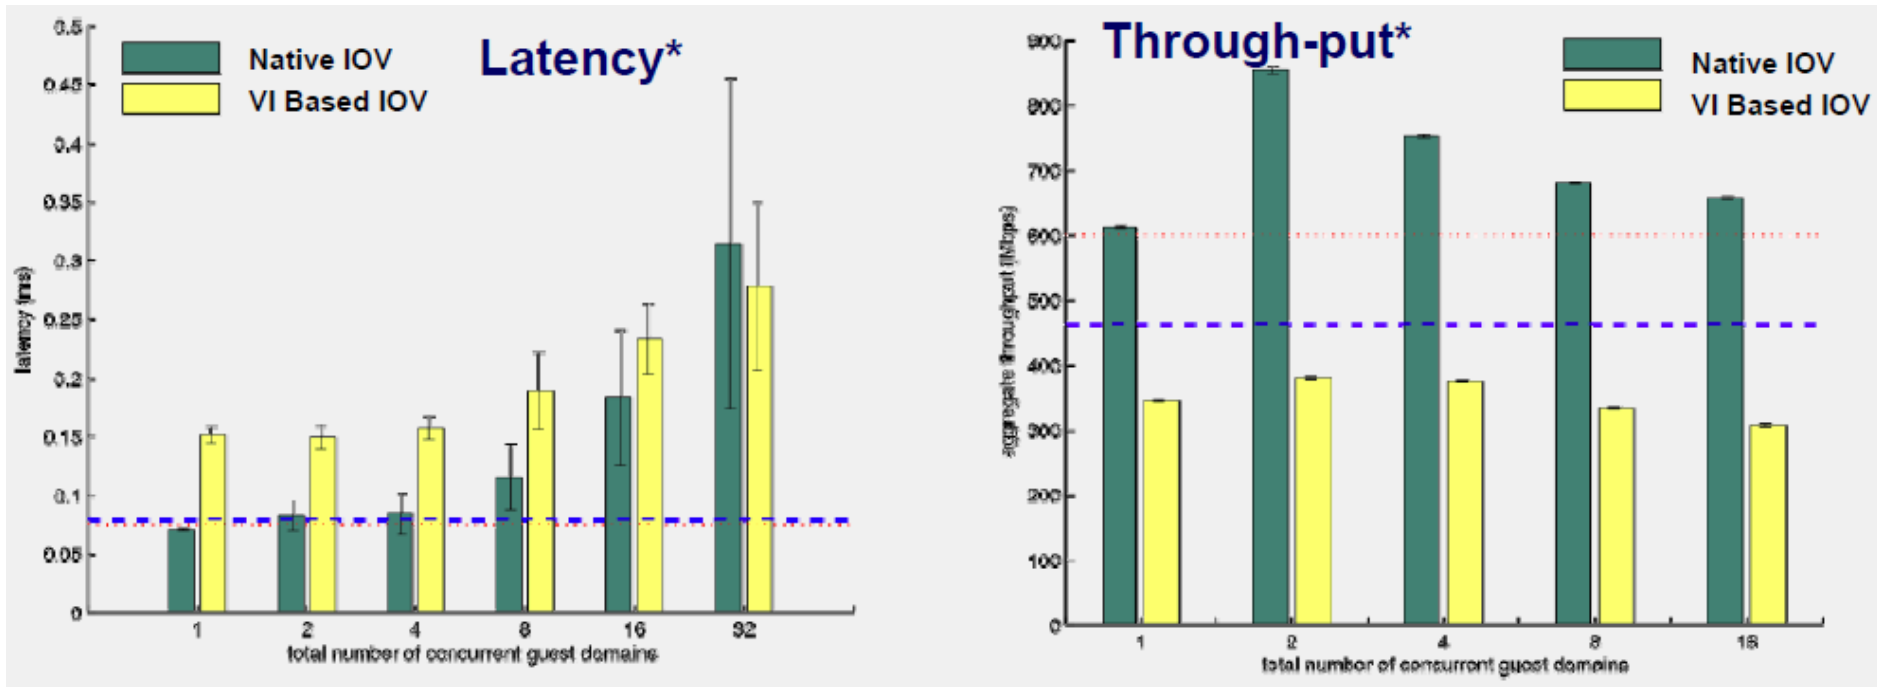 Latency*
Native IOV
VI Based IOV
0.5
0.45
0.4
0.35
0.3
0.25
0.2
0.15
0.1
0.05
0
latency (ms)
1 2 4 8 16 32
total number of concurrent guest domains
Through-put*
Native IOV
VI Based IOV
900
800
700
600
500
400
300
200
100
0
aggregate throughput (Mbps)
1 2 4 8 16
total number of concurrent guest domains